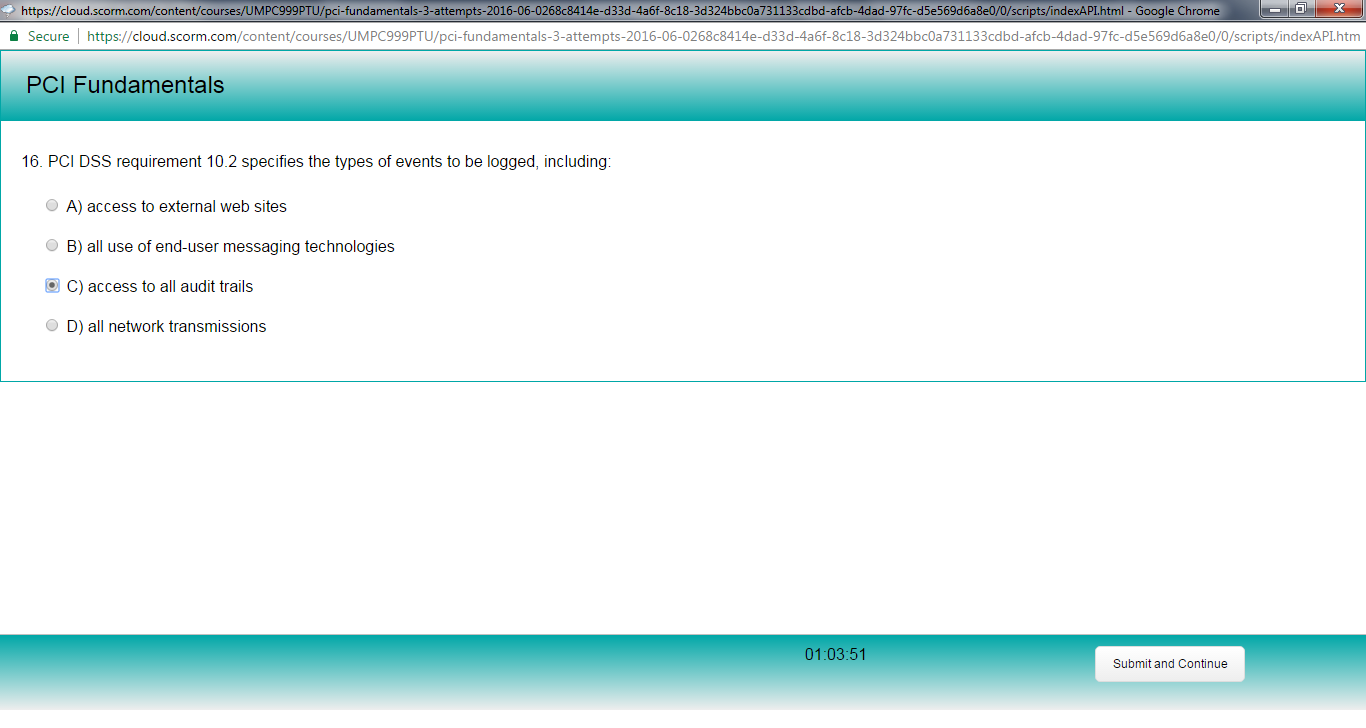 https://cloud.scorm.com/content/courses/UMPC999PTU/pci-fundamentals-3-attempts-2016-06-0268c8414e-d33d-4a6f-8c18-3d324bbc0a731133cdbd-afcb-4dad-97fc-d5e569d6a8e0/0/scripts/indexAPI.html - Google Chrome
Secure | https://cloud.scorm.com/content/courses/UMPC999PTU/pci-fundamentals-3-attempts-2016-06-0268c8414e-d33d-4a6f-8c18-3d324bbc0a731133cdbd-afcb-4dad-97fc-d5e569d6a8e0/0/scripts/indexAPI.htm
PCI Fundamentals
16. PCI DSS requirement 10.2 specifies the types of events to be logged, including:
A) access to external web sites
B) all use of end-user messaging technologies
C) access to all audit trails
D) all network transmissions
01:03:51
Submit and Continue